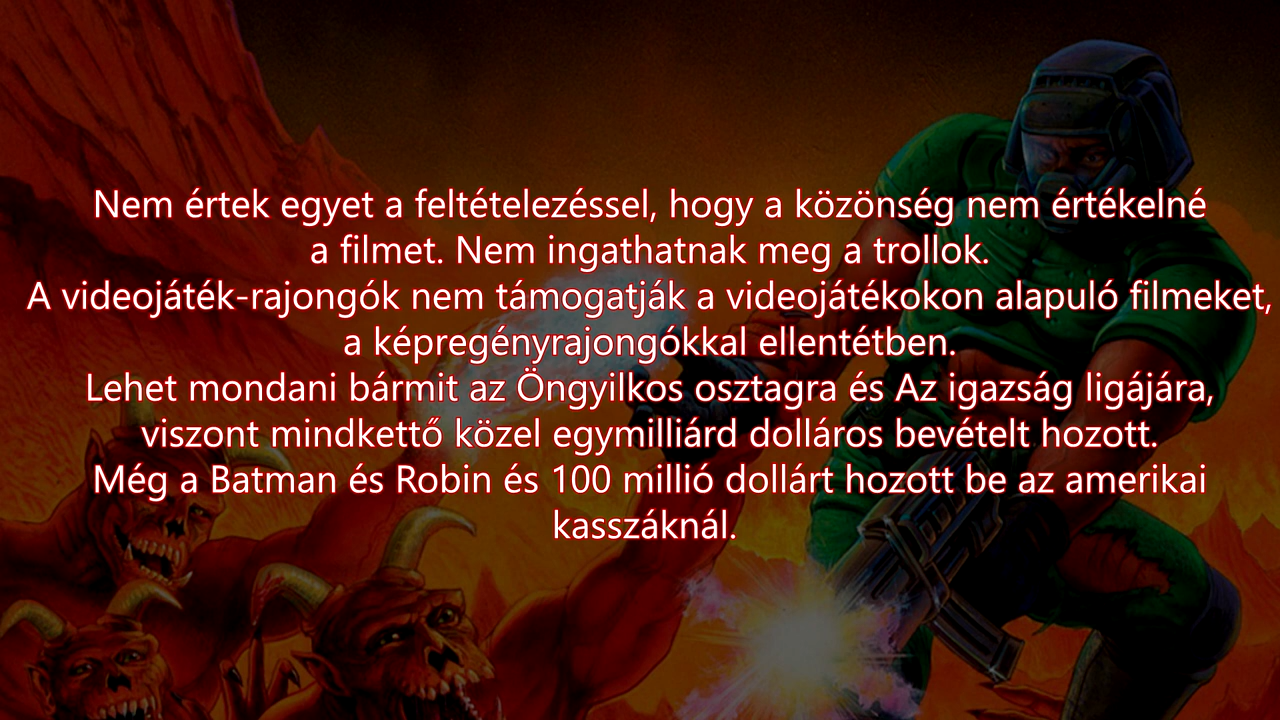 Nem értek egyet a feltételezéssel, hogy a közönség nem értékelné
a filmet. Nem ingathatnak meg a trollok.
A videojáték-rajongók nem támogatják a videojátékokon alapuló filmeket,
a képregényrajongókkal ellentétben.
Lehet mondani bármit az Öngyilkos osztagra és Az igazság ligájára,
viszont mindkettő közel egymilliárd dolláros bevételt hozott.
Még a Batman és Robin és 100 millió dollárt hozott be az amerikai
kasszáknál.